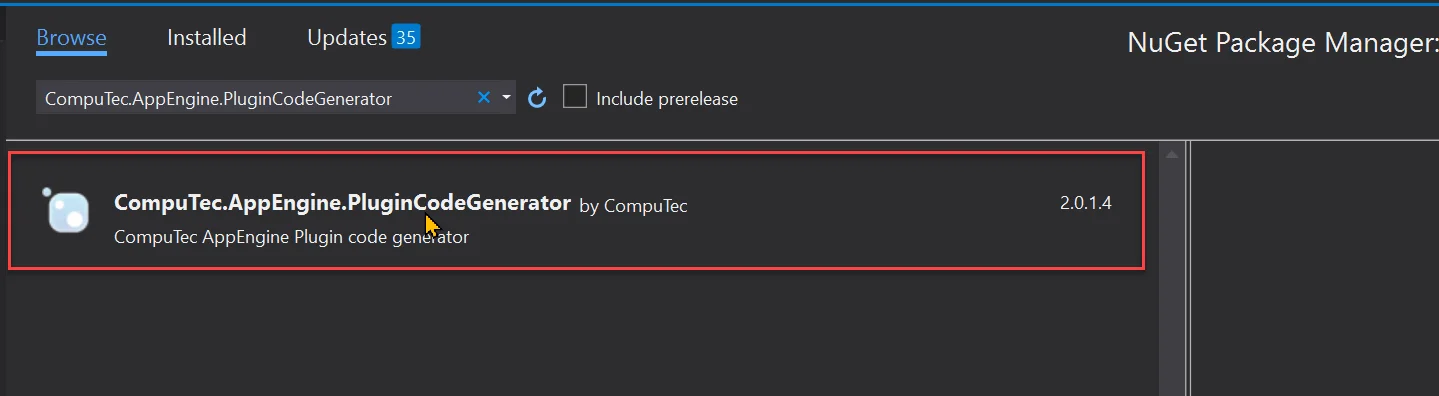 Browse Installed Updates 35
NuGet Package Manager:
CompuTec.AppEngine.PluginCodeGenerator Include prerelease
CompuTec.AppEngine.PluginCodeGenerator by CompuTec 2.0.1.4
CompuTec AppEngine Plugin code generator